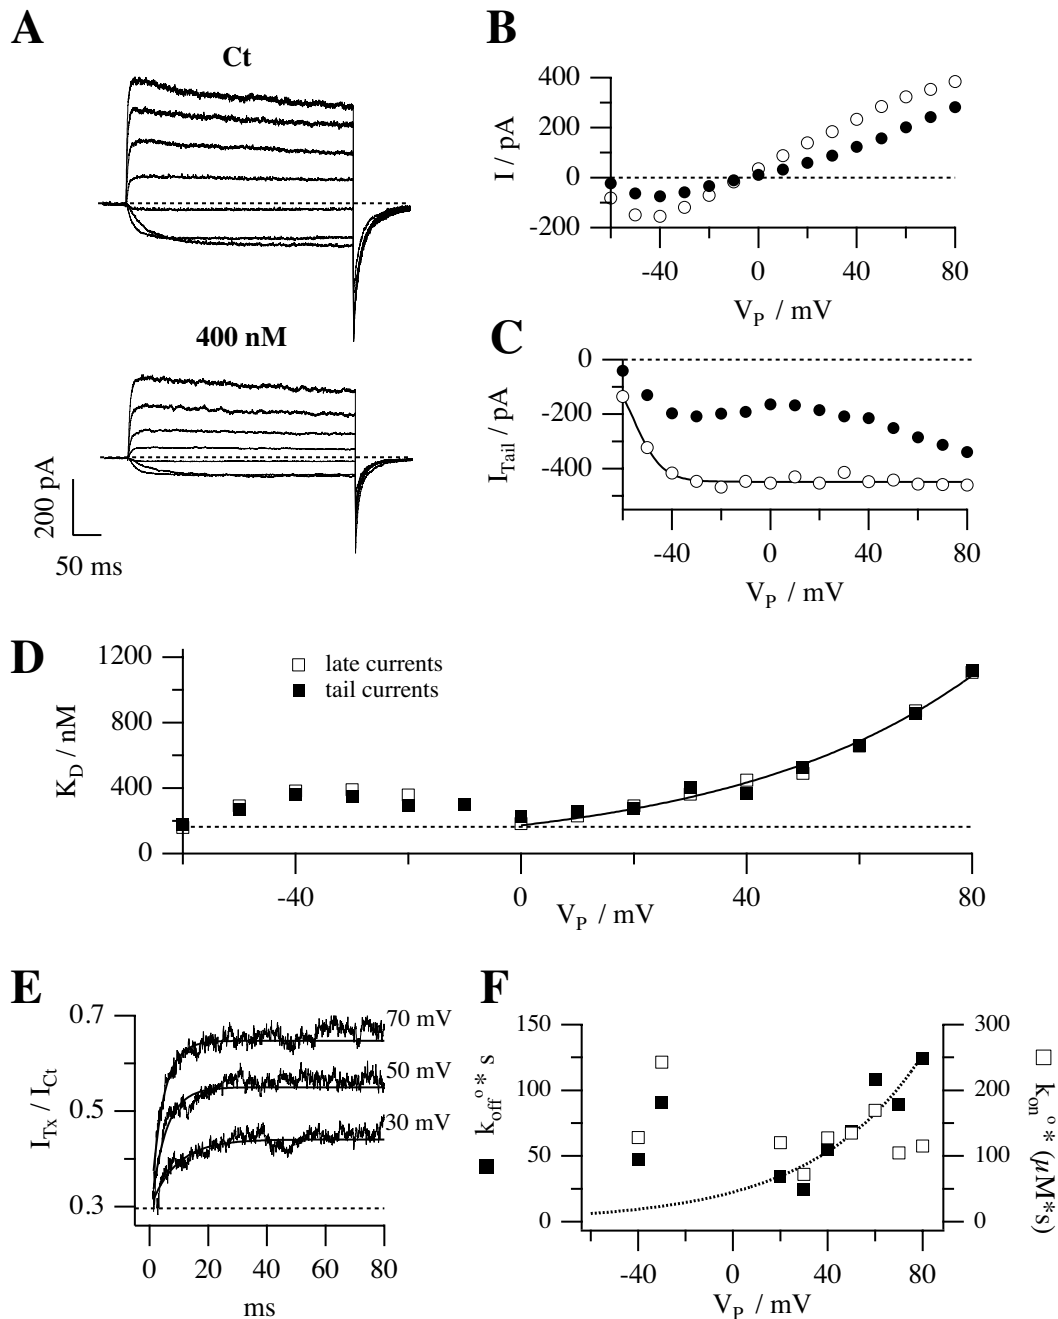 A
Ct
400 nM
200 pA
50 ms
B
I / pA
400
200
0
-200
-40
0
40
80
V_P / mV
C
I_Tail / pA
0
-200
-400
-40
0
40
80
V_P / mV
D
K_D / nM
1200
800
400
0
late currents
tail currents
-40
0
40
80
V_P / mV
E
I_Tx / I_Ct
0.7
0.5
0.3
70 mV
50 mV
30 mV
0
20
40
60
80
ms
F
k_off^o * s
150
100
50
0
300
200
100
0
k_on^o * (μM*s)
-40
0
40
80
V_P / mV